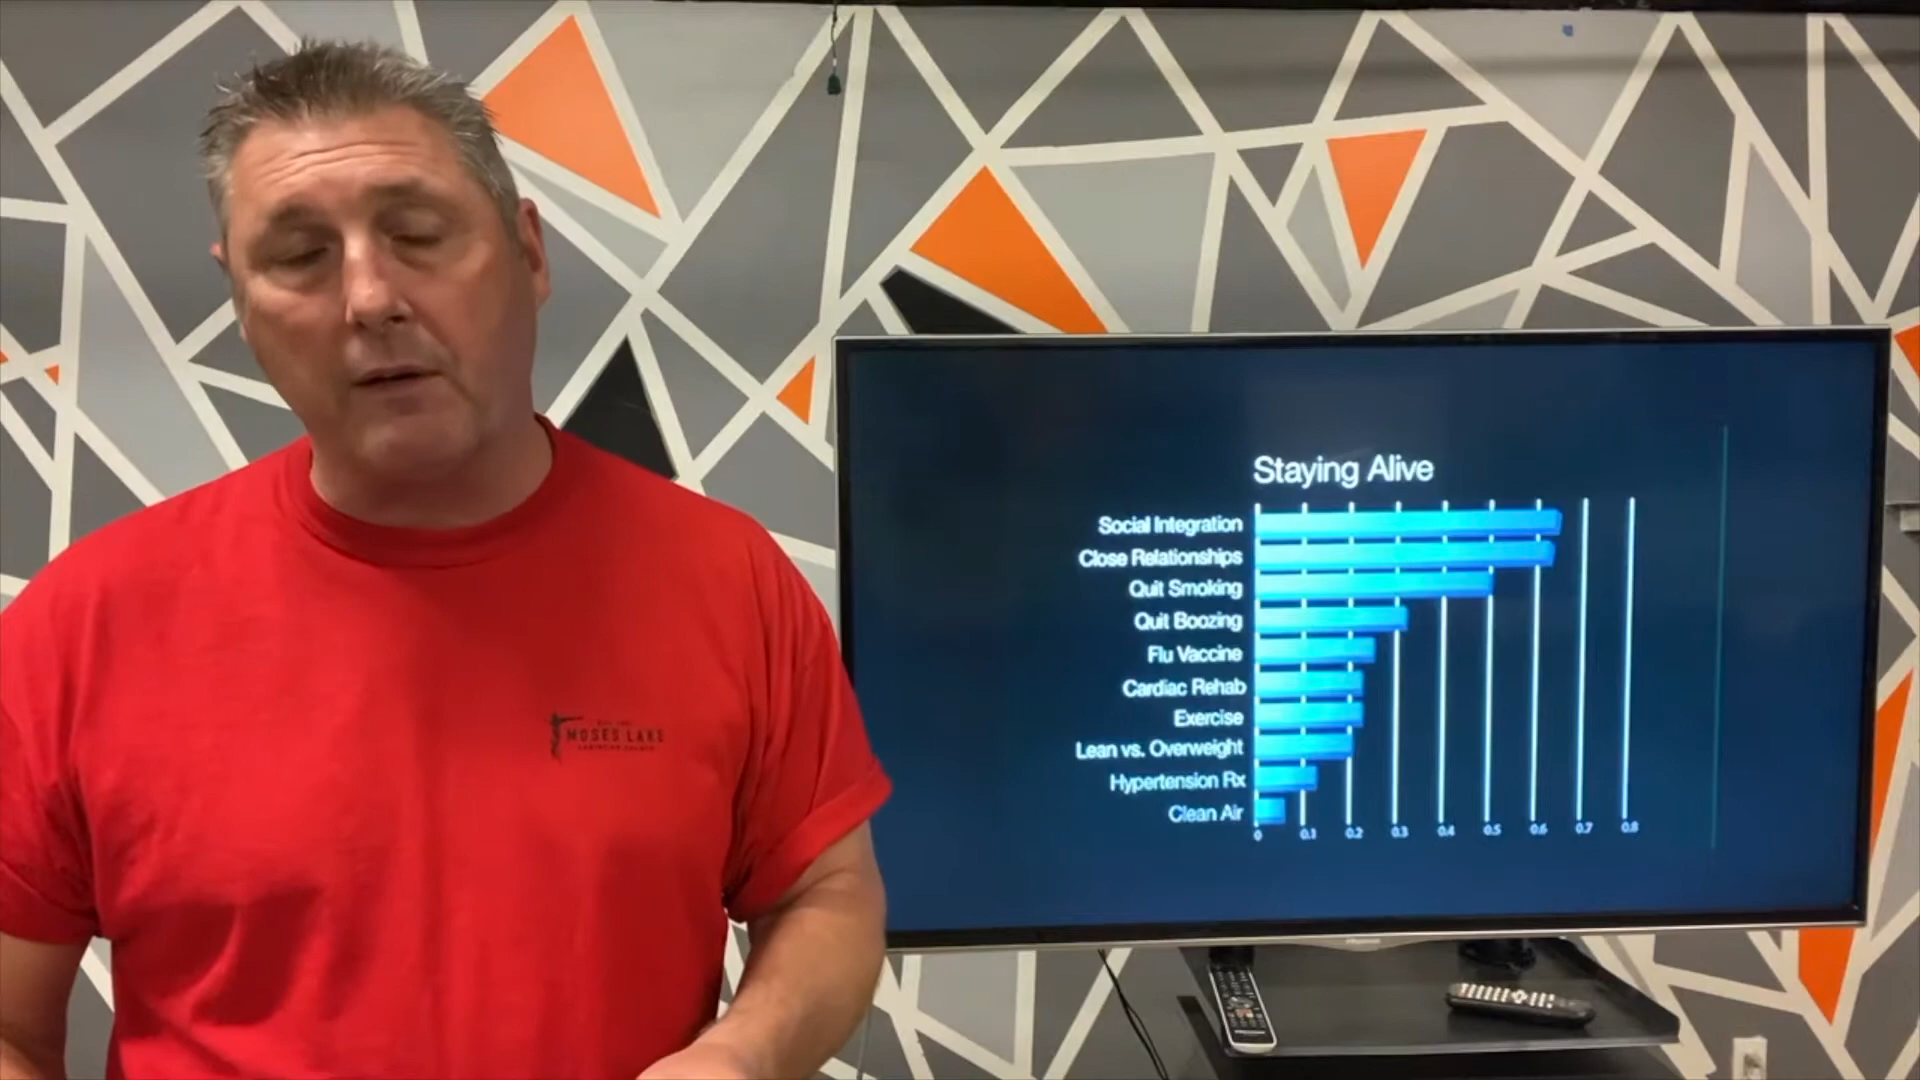 Staying Alive
Social Integration
Close Relationships
Quit Smoking
Quit Boozing
Flu Vaccine
Cardiac Rehab
Exercise
Lean vs. Overweight
Hypertension Rx
Clean Air
0 0.1 0.2 0.3 0.4 0.5 0.6 0.7 0.8
MOSES LAKE